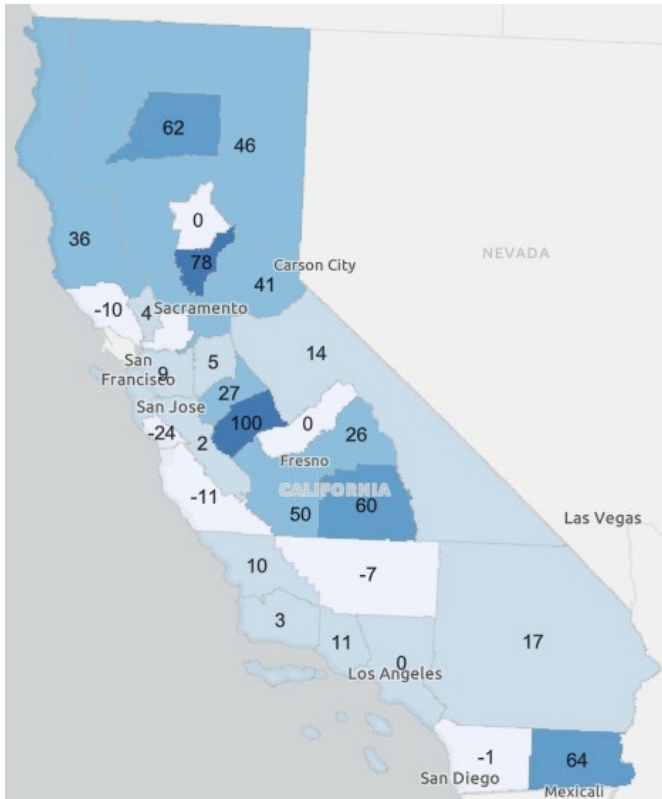 62
46
0
NEVADA
36
78
Carson City
41
-10
4
Sacramento
14
San
Francisco
9
5
27
San Jose
100
0
-24
2
26
Fresno
CALIFORNIA
-11
50
60
Las Vegas
10
-7
3
11
17
0
Los Angeles
-1
64
San Diego
Mexicali